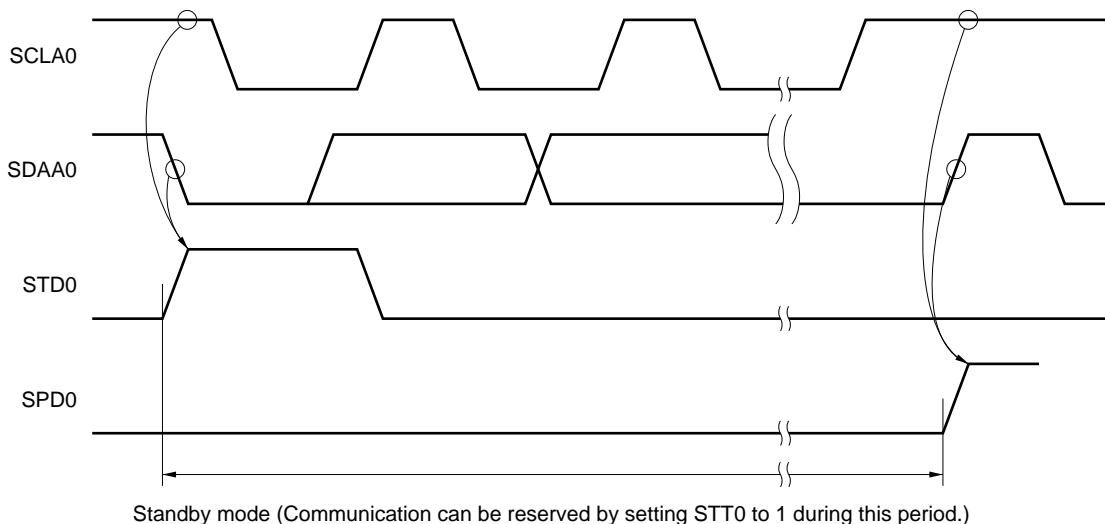 SCLA0
SDAA0
STD0
SPD0
Standby mode (Communication can be reserved by setting STT0 to 1 during this period.)